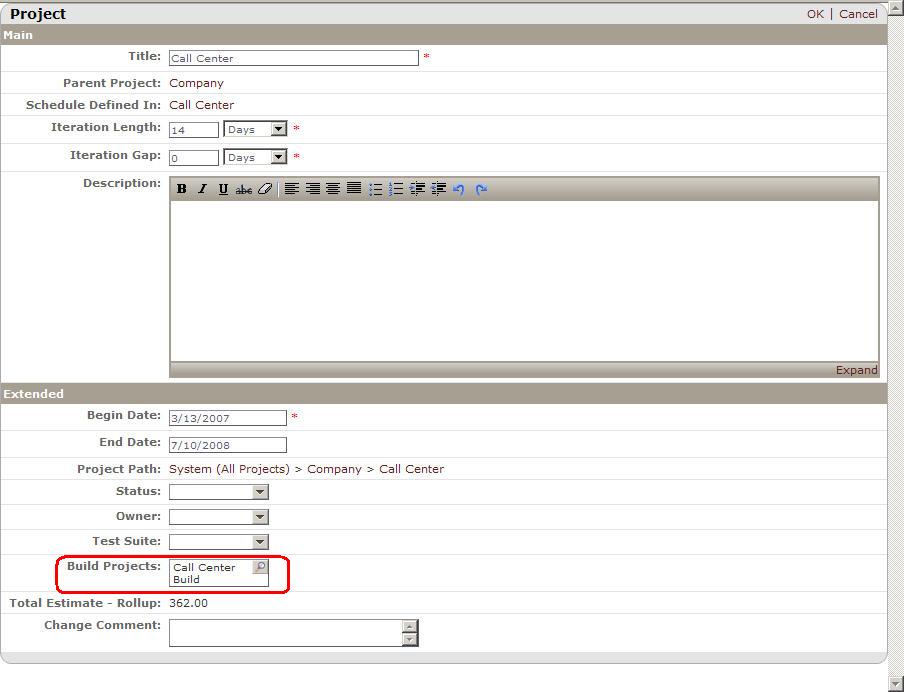 Project OK | Cancel
Main
Title: Call Center *
Parent Project: Company
Schedule Defined In: Call Center
Iteration Length: 14 Days *
Iteration Gap: 0 Days *
Description: B I U abc
Expand
Extended
Begin Date: 3/13/2007 *
End Date: 7/10/2008
Project Path: System (All Projects) > Company > Call Center
Status:
Owner:
Test Suite:
Build Projects: Call Center
Build
Total Estimate - Rollup: 362.00
Change Comment: